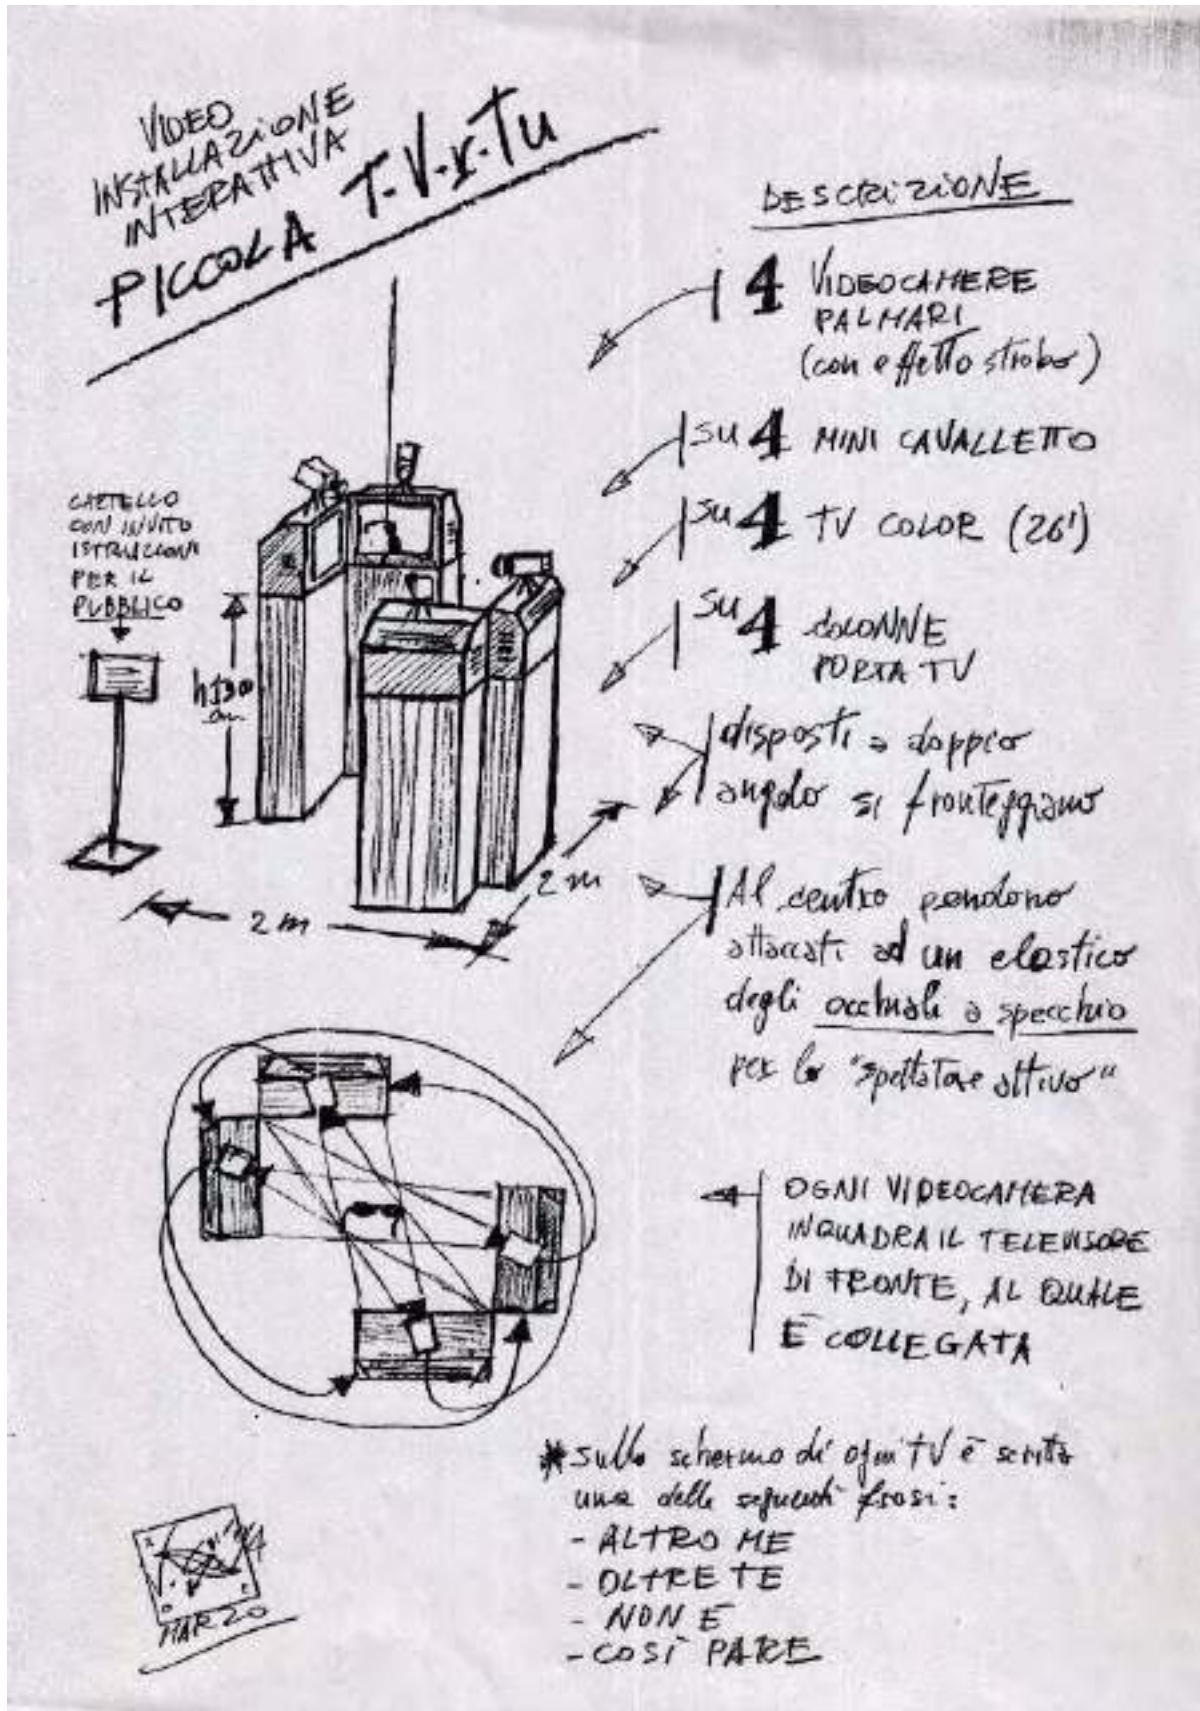 VIDEO
INSTALLAZIONE
INTERATTIVA
PICCOLA T-V-r-Tu
DESCRIZIONE
4 VIDEOCAMERE
PALMARI
(con effetto strobo)
SU 4 MINI CAVALLETTO
SU 4 TV COLOR (26')
SU 4 COLONNE
PORTA TV
disposti a doppio
angolo si fronteggiano
Al centro pendono
attaccati ad un elastico
degli occhiali a specchio
per lo "spettatore attivo"
CARTELLO
CON INVITO
ISTRUZIONI
PER IL
PUBBLICO
h 130
cm
2 m
2 m
OGNI VIDEOCAMERA
INQUADRA IL TELEVISORE
DI FRONTE, AL QUALE
È COLLEGATA
* Sullo schermo di ogni TV è scritta
una delle seguenti frasi:
- ALTRO ME
- OLTRE TE
- NON È
- COSÌ PARE
MARZO